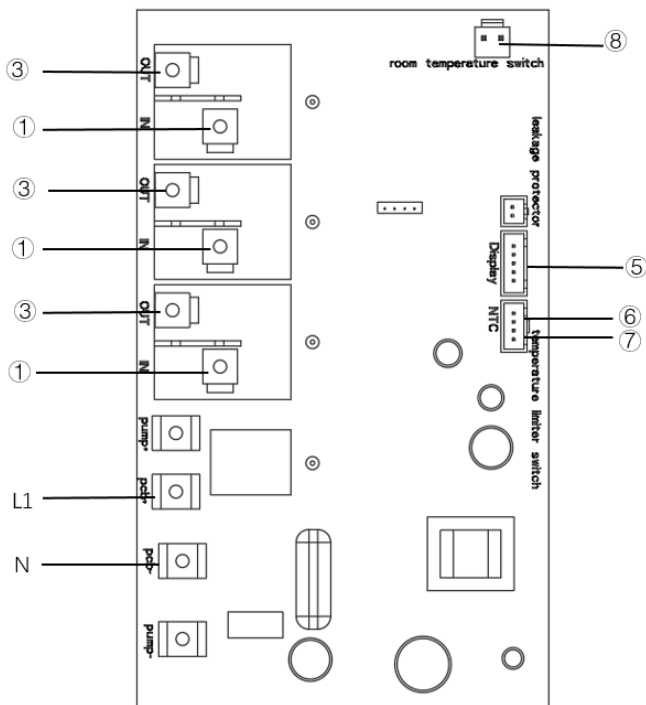 ⑧
room temperature switch
③
OUT
①
IN
leakage protector
③
OUT
①
IN
Display
⑤
③
OUT
①
IN
NTC
⑥
⑦
temperature limiter switch
pump+
L1
pcb+
N
pcb-
pump-